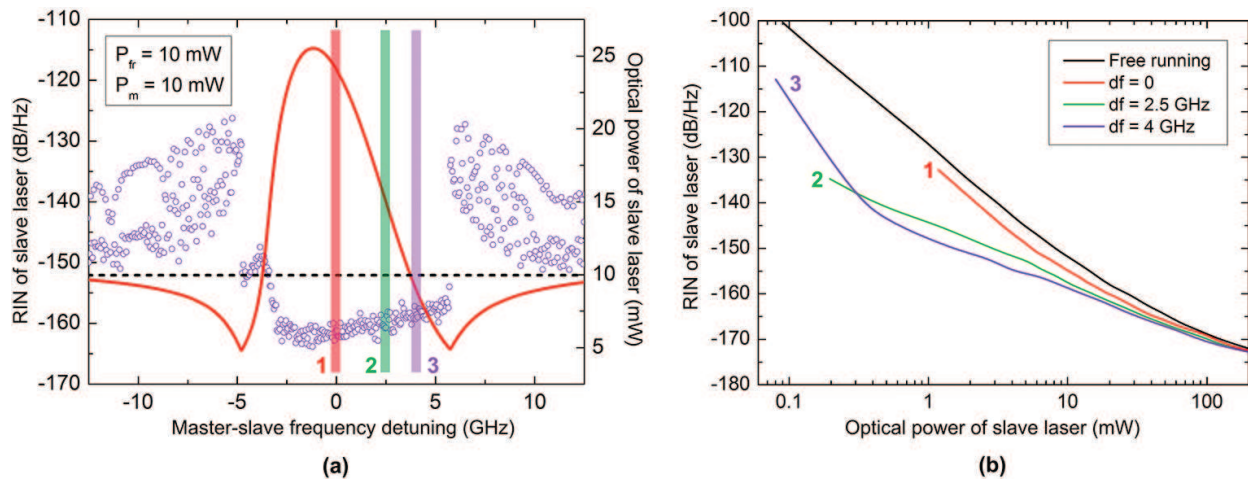 -110
-120
-130
-140
-150
-160
-170
RIN of slave laser (dB/Hz)
P_fr = 10 mW
P_m = 10 mW
25
20
15
10
5
Optical power of slave laser (mW)
1
2
3
-10
-5
0
5
10
Master-slave frequency detuning (GHz)
(a)
-100
-110
-120
-130
-140
-150
-160
-170
-180
RIN of slave laser (dB/Hz)
Free running
df = 0
df = 2.5 GHz
df = 4 GHz
3
1
2
0.1
1
10
100
Optical power of slave laser (mW)
(b)